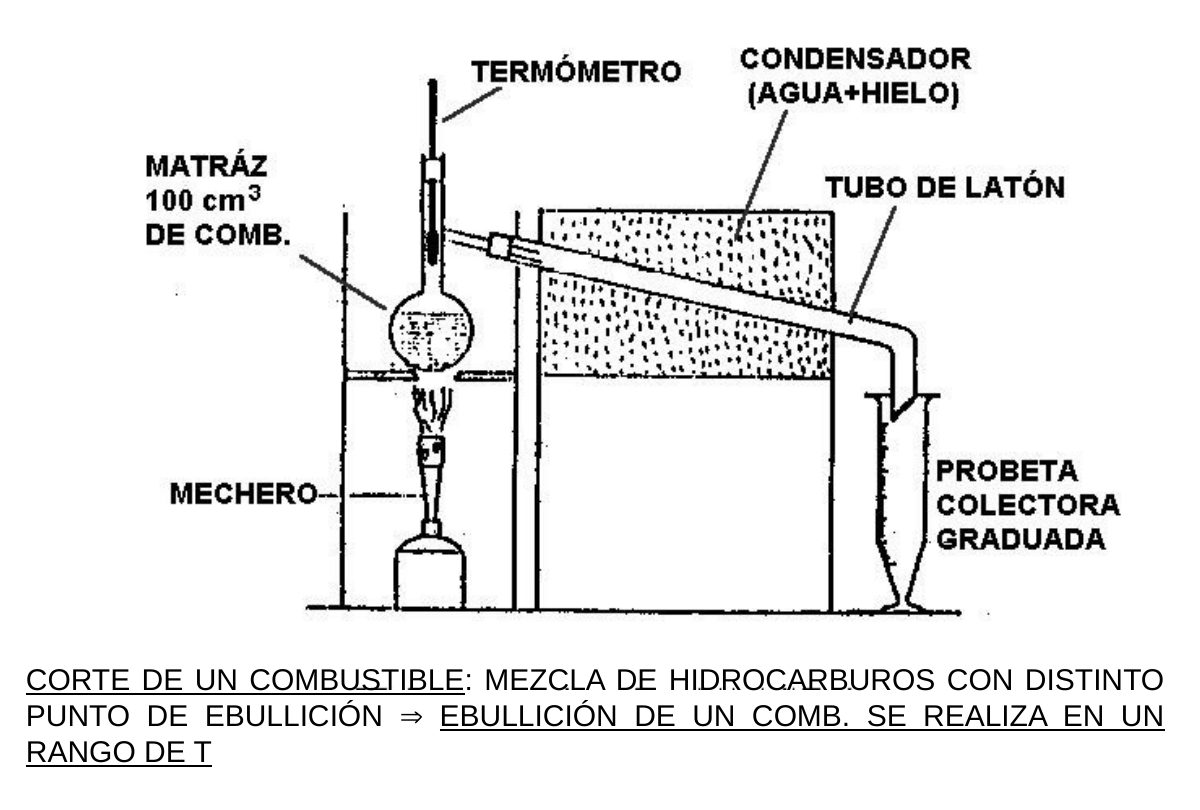 TERMÓMETRO
CONDENSADOR
(AGUA+HIELO)
MATRÁZ
100 cm³
DE COMB.
TUBO DE LATÓN
MECHERO
PROBETA
COLECTORA
GRADUADA
CORTE DE UN COMBUSTIBLE: MEZCLA DE HIDROCARBUROS CON DISTINTO
PUNTO DE EBULLICIÓN ⇒ EBULLICIÓN DE UN COMB. SE REALIZA EN UN
RANGO DE T